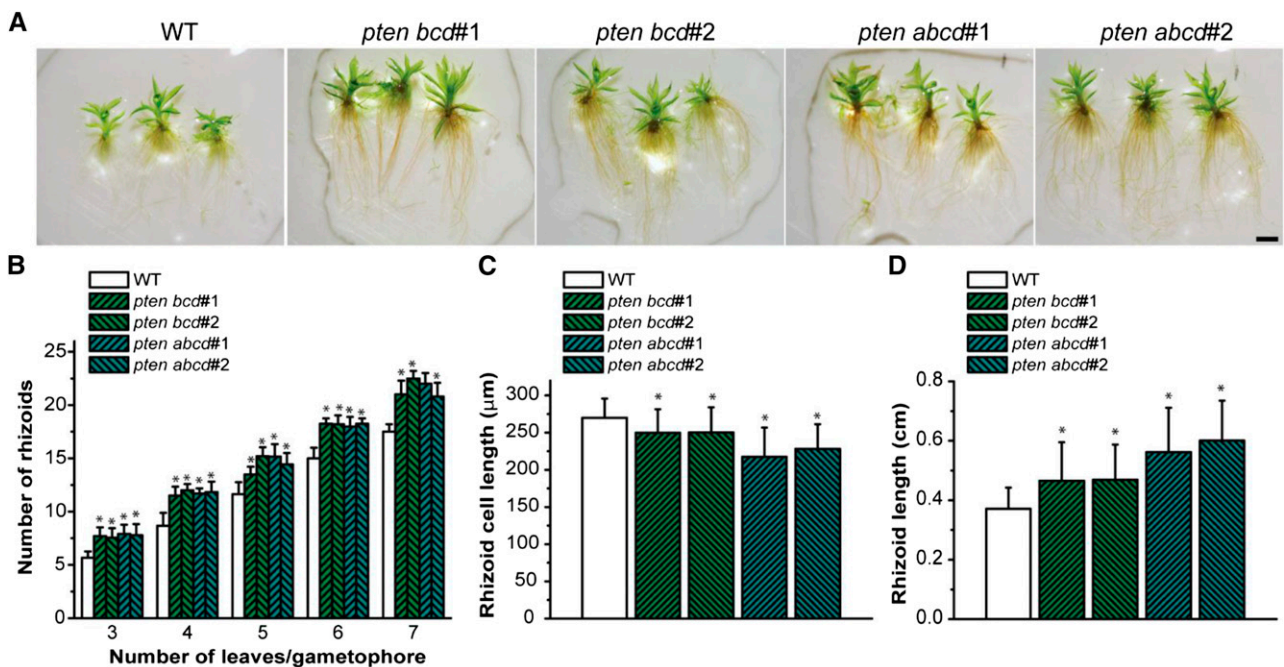 A
WT
pten bcd#1
pten bcd#2
pten abcd#1
pten abcd#2
B
WT
pten bcd#1
pten bcd#2
pten abcd#1
pten abcd#2
Number of rhizoids
25
20
15
10
5
0
* * * *
* * * *
* * * *
* * * *
* * *
3 4 5 6 7
Number of leaves/gametophore
C
WT
pten bcd#1
pten bcd#2
pten abcd#1
pten abcd#2
Rhizoid cell length (μm)
300
250
200
150
100
50
0
* * * *
D
WT
pten bcd#1
pten bcd#2
pten abcd#1
pten abcd#2
Rhizoid length (cm)
0.8
0.6
0.4
0.2
0.0
* * * *